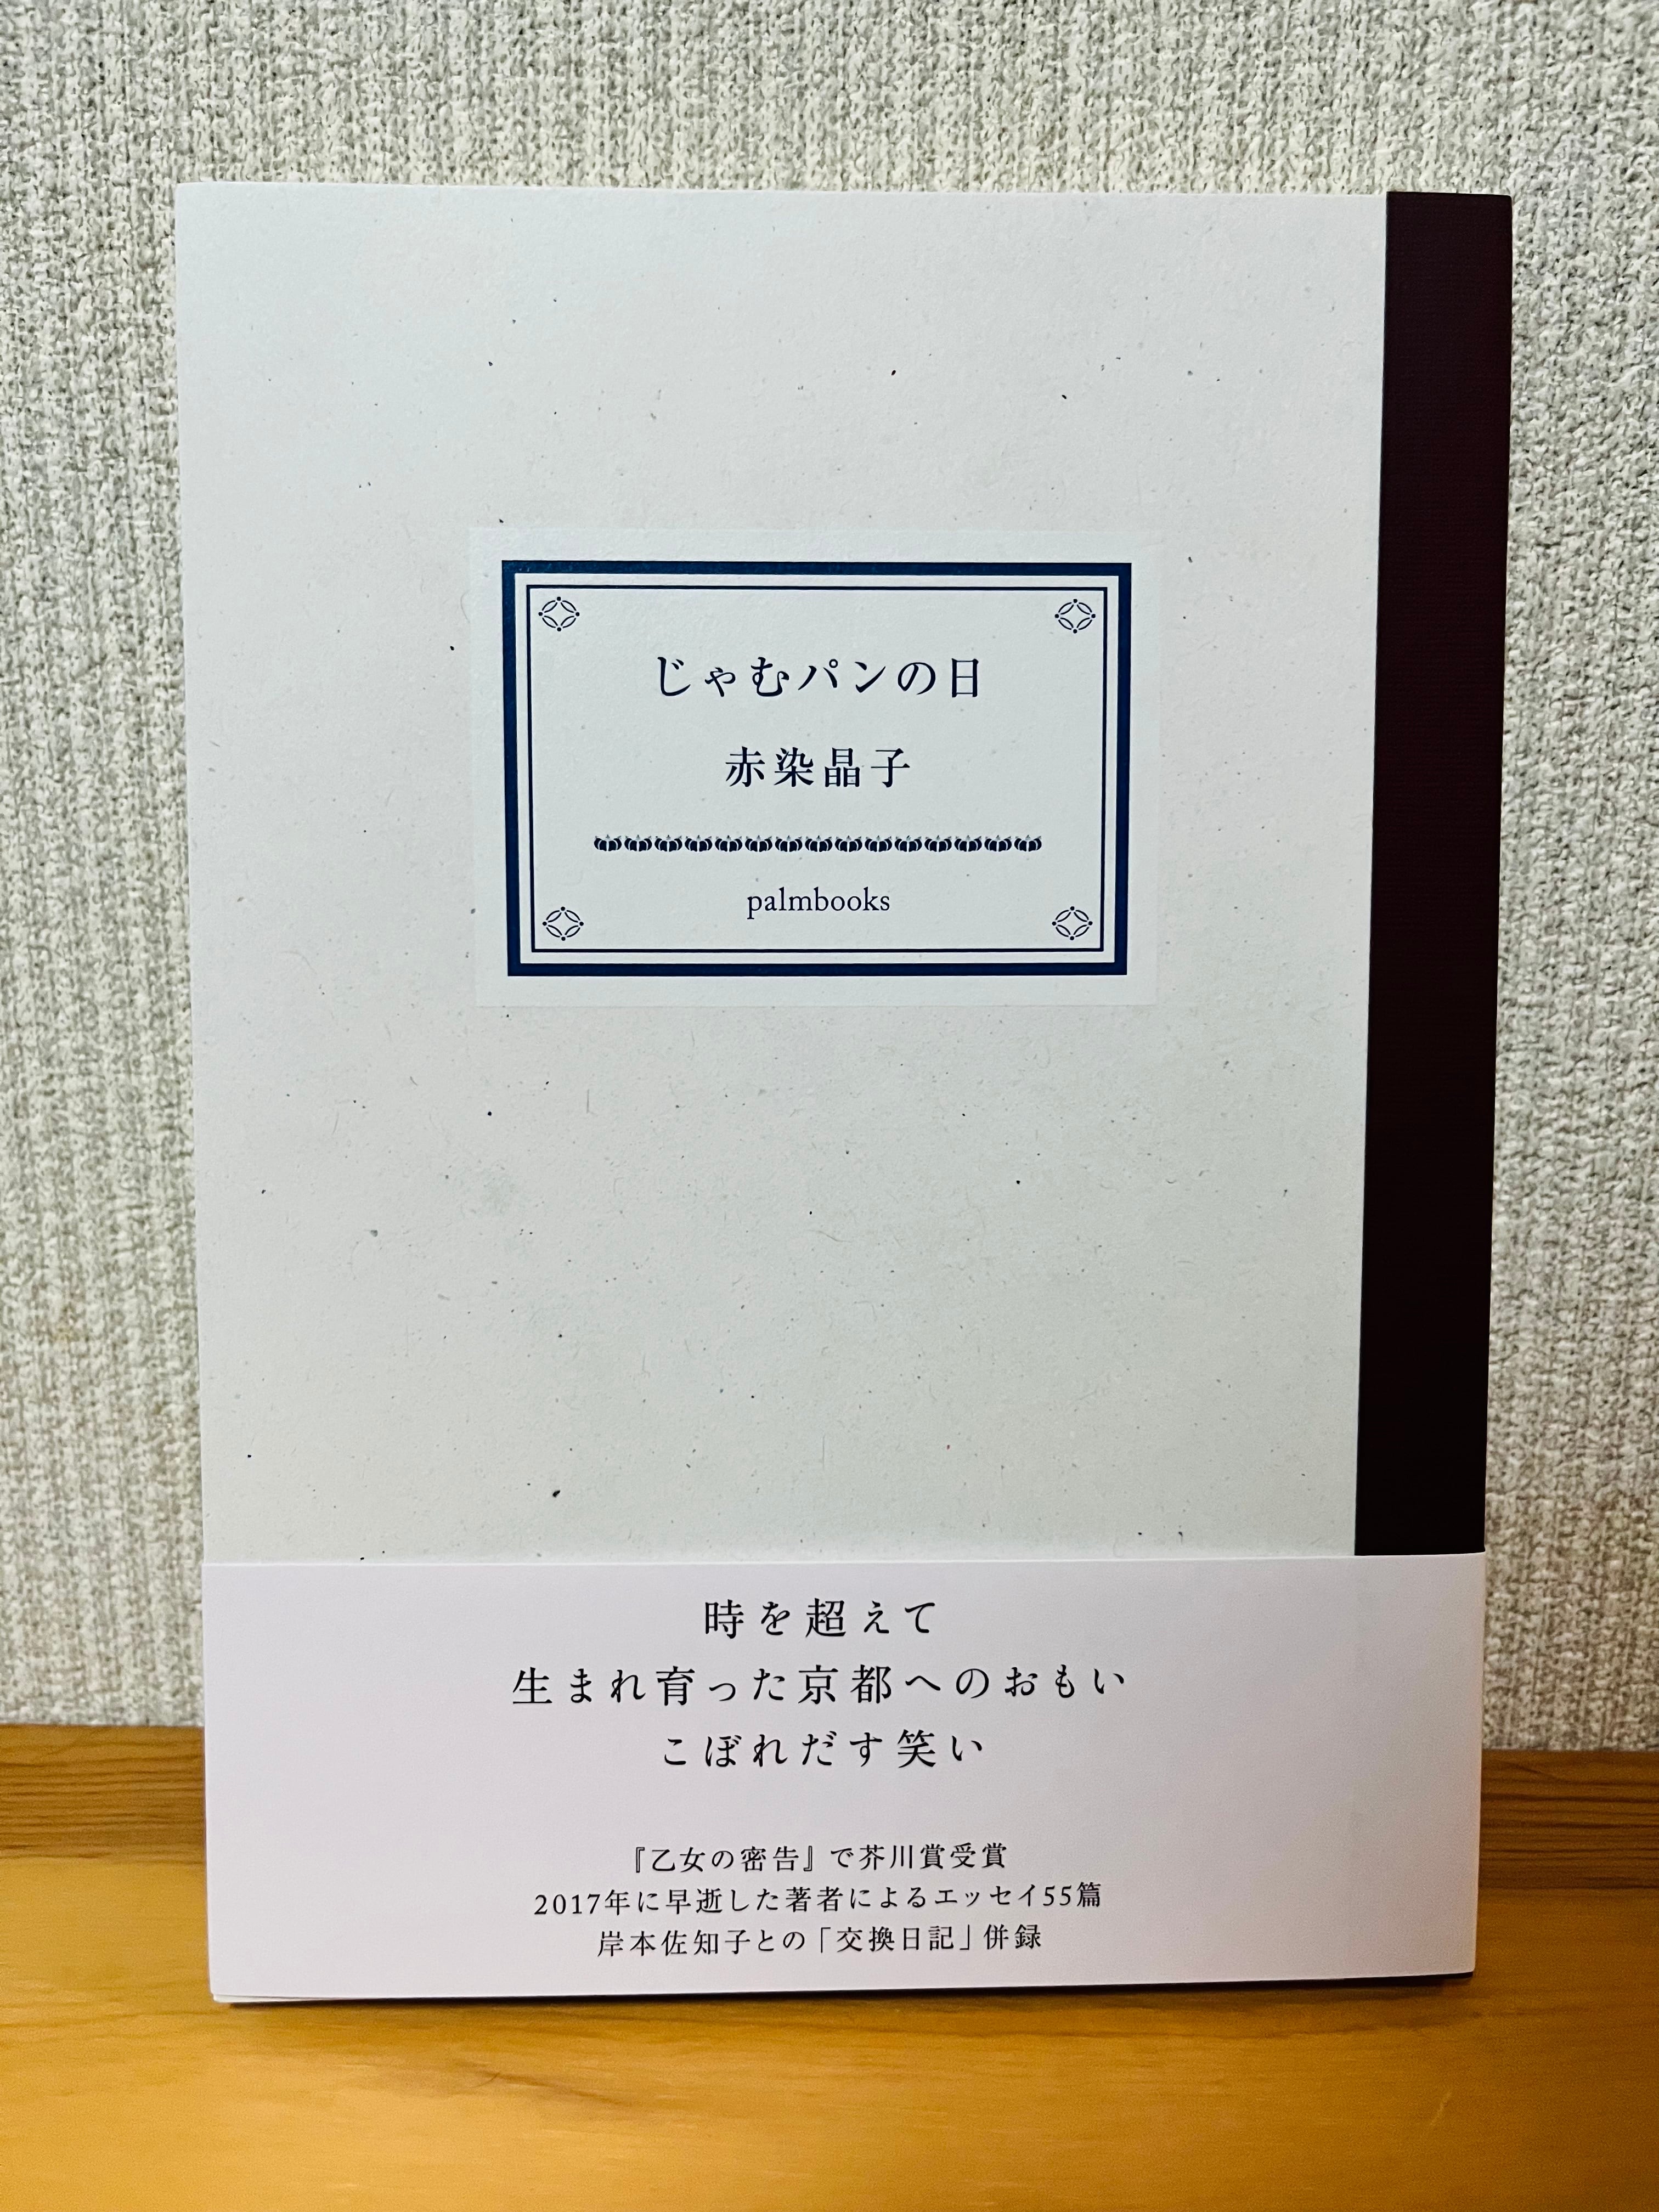 じゃむパンの日
赤染晶子
palmbooks
時を超えて
生まれ育った京都へのおもい
こぼれだす笑い
『乙女の密告』で芥川賞受賞
2017年に早逝した著者によるエッセイ55篇
岸本佐知子との「交換日記」併録